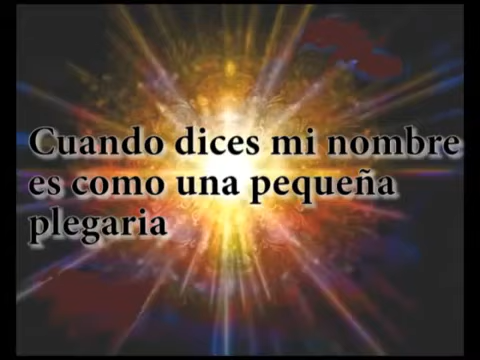 Cuando dices mi nombre
es como una pequeña
plegaria